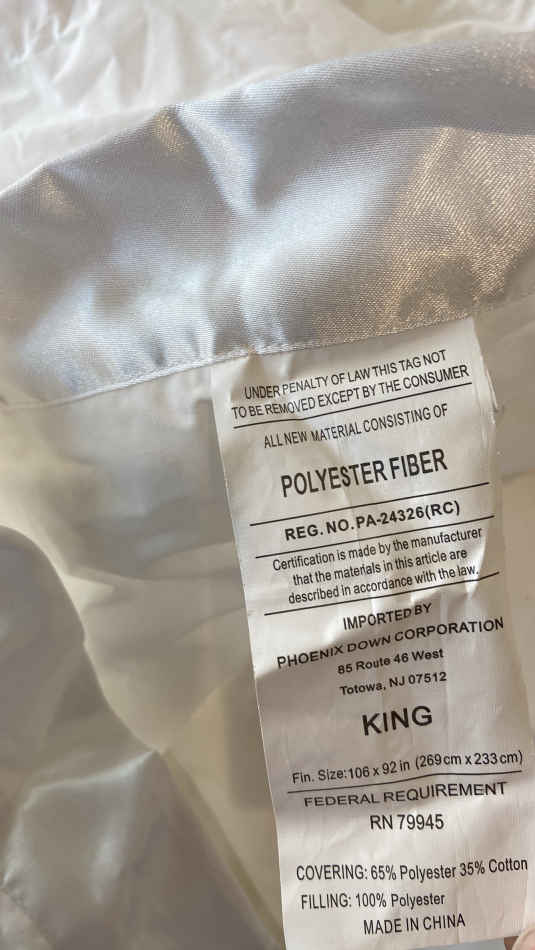 UNDER PENALTY OF LAW THIS TAG NOT
TO BE REMOVED EXCEPT BY THE CONSUMER
ALL NEW MATERIAL CONSISTING OF
POLYESTER FIBER
REG. NO. PA-24326(RC)
Certification is made by the manufacturer
that the materials in this article are
described in accordance with the law.
IMPORTED BY
PHOENIX DOWN CORPORATION
85 Route 46 West
Totowa, NJ 07512
KING
Fin. Size: 106 x 92 in (269 cm x 233 cm)
FEDERAL REQUIREMENT
RN 79945
COVERING: 65% Polyester 35% Cotton
FILLING: 100% Polyester
MADE IN CHINA